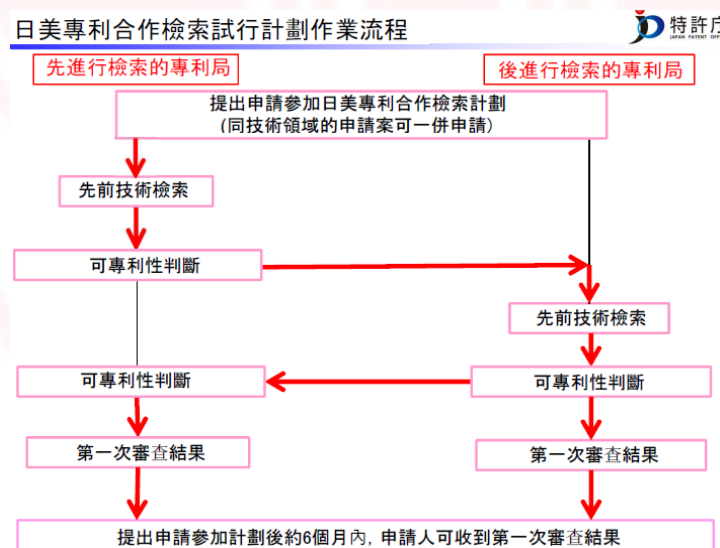 日美專利合作檢索試行計劃作業流程
特許庁
JAPAN PATENT OFF
先進行檢索的專利局
後進行檢索的專利局
提出申請參加日美專利合作檢索計劃
(同技術領域的申請案可一併申請)
先前技術檢索
可專利性判斷
先前技術檢索
可專利性判斷
可專利性判斷
第一次審查結果
第一次審查結果
提出申請參加計劃後約6個月內, 申請人可收到第一次審查結果